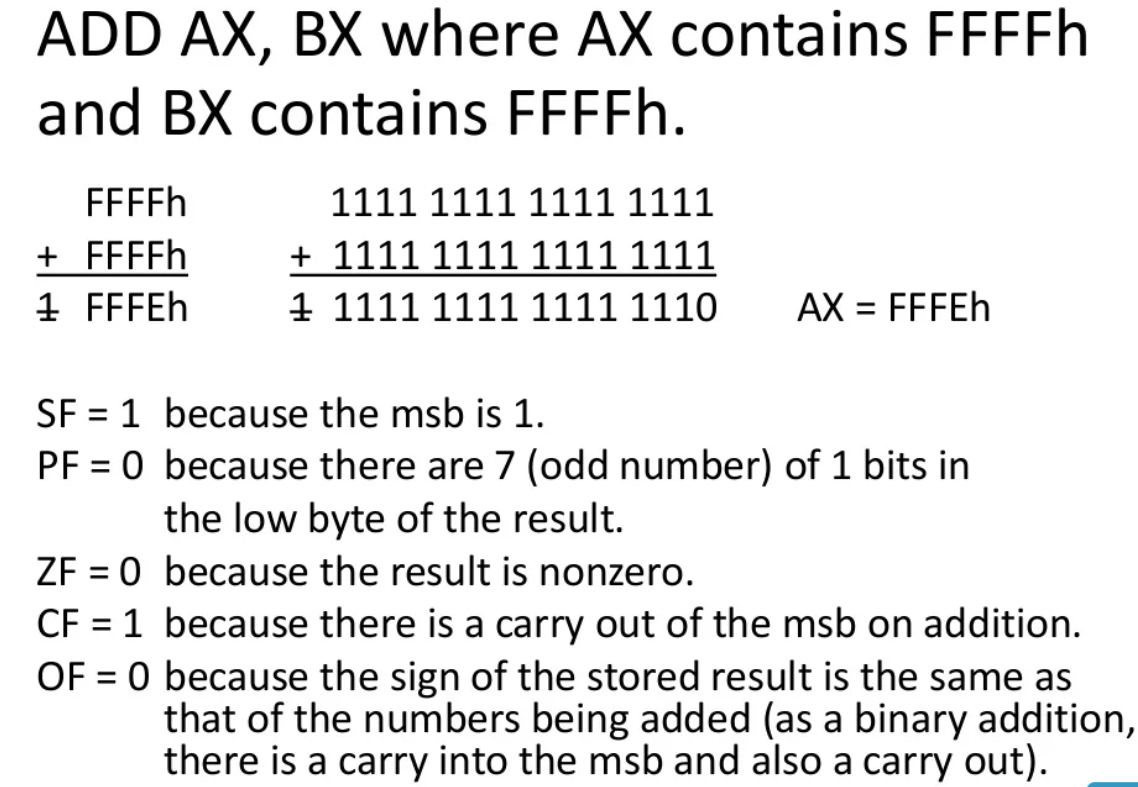 ADD AX, BX where AX contains FFFFh
and BX contains FFFFh.
FFFFh 1111 1111 1111 1111
+ FFFFh + 1111 1111 1111 1111
1 FFFEh 1 1111 1111 1111 1110 AX = FFFEh
SF = 1 because the msb is 1.
PF = 0 because there are 7 (odd number) of 1 bits in
the low byte of the result.
ZF = 0 because the result is nonzero.
CF = 1 because there is a carry out of the msb on addition.
OF = 0 because the sign of the stored result is the same as
that of the numbers being added (as a binary addition,
there is a carry into the msb and also a carry out).